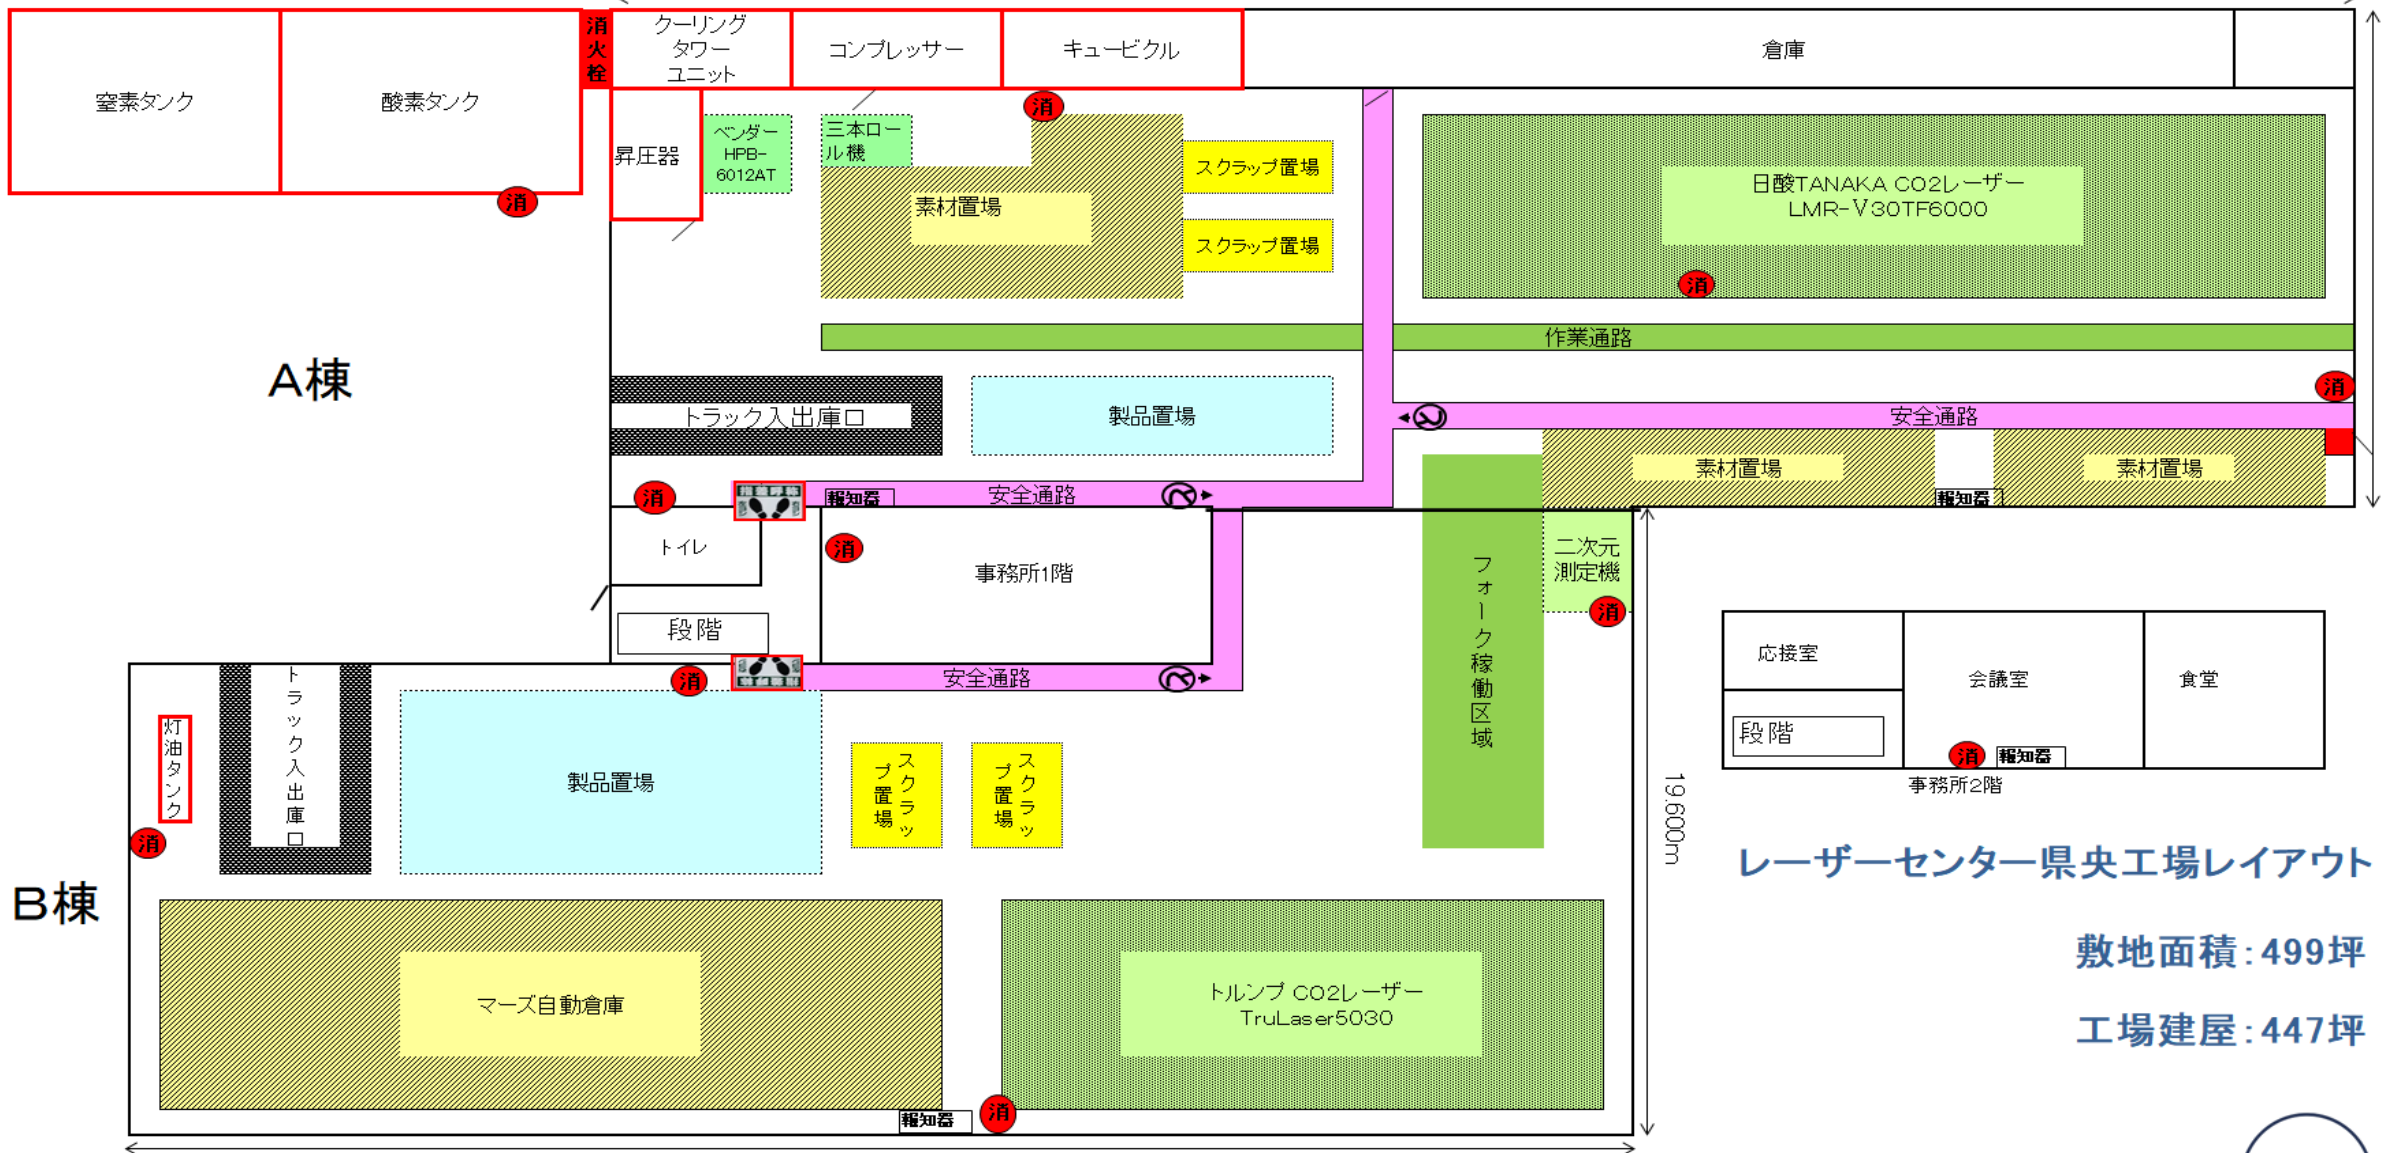 窒素タンク
酸素タンク
消火栓
クーリング
タワー
ユニット
コンプレッサー
キュービクル
倉庫
消
昇圧器
ベンダー
HPB-
6012AT
三本ロー
ル機
素材置場
スクラップ置場
スクラップ置場
日酸TANAKA CO2レーザー
LMR-V30TF6000
消
消
作業通路
A棟
トラック入出庫口
製品置場
消
安全通路
素材置場
素材置場
報知器
消
報知器
安全通路
トイレ
消
事務所1階
段階
フォーク稼働区域
二次元
測定機
消
消
安全通路
応接室
段階
会議室
食堂
消
報知器
事務所2階
灯油タンク
消
トラック入出庫口
製品置場
スクラッ
プ置場
スクラッ
プ置場
19.600m
レーザーセンター県央工場レイアウト
敷地面積:499坪
工場建屋:447坪
B棟
マーズ自動倉庫
トルンプ CO2レーザー
TruLaser5030
報知器
消